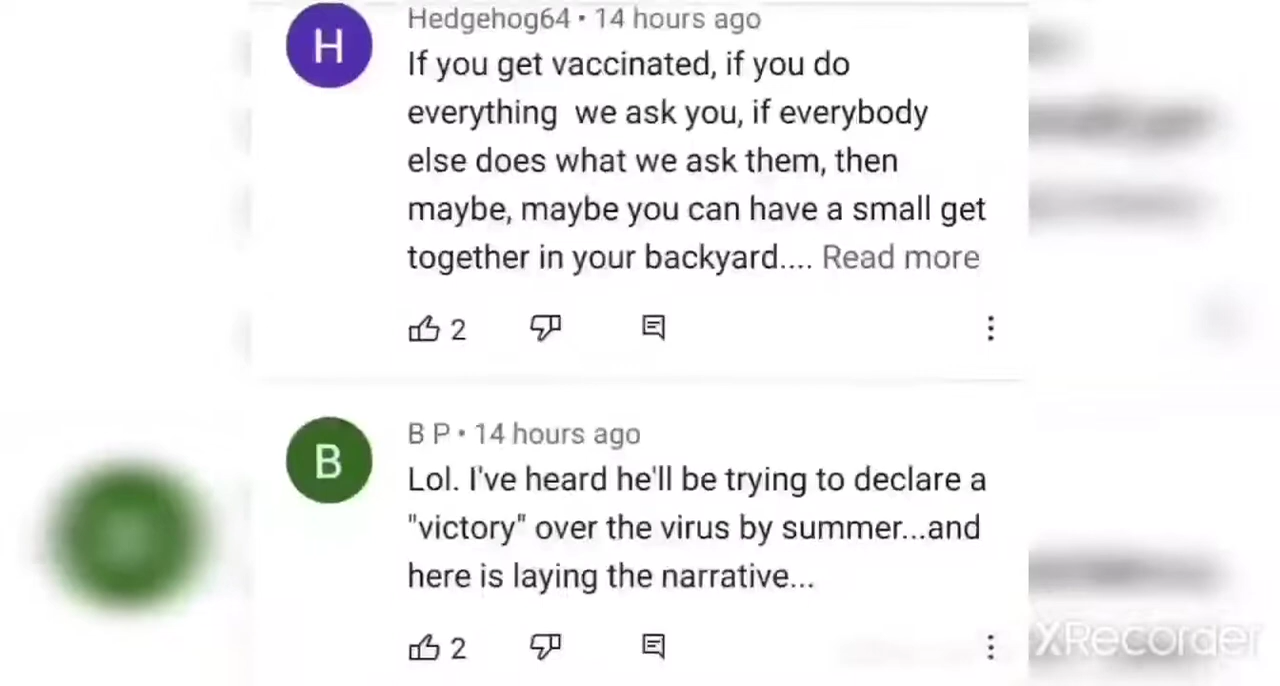 H
Hedgehog64 • 14 hours ago
If you get vaccinated, if you do
everything  we ask you, if everybody
else does what we ask them, then
maybe, maybe you can have a small get
together in your backyard.... Read more
2
B
B P • 14 hours ago
Lol. I've heard he'll be trying to declare a
"victory" over the virus by summer...and
here is laying the narrative...
2
XRecorder